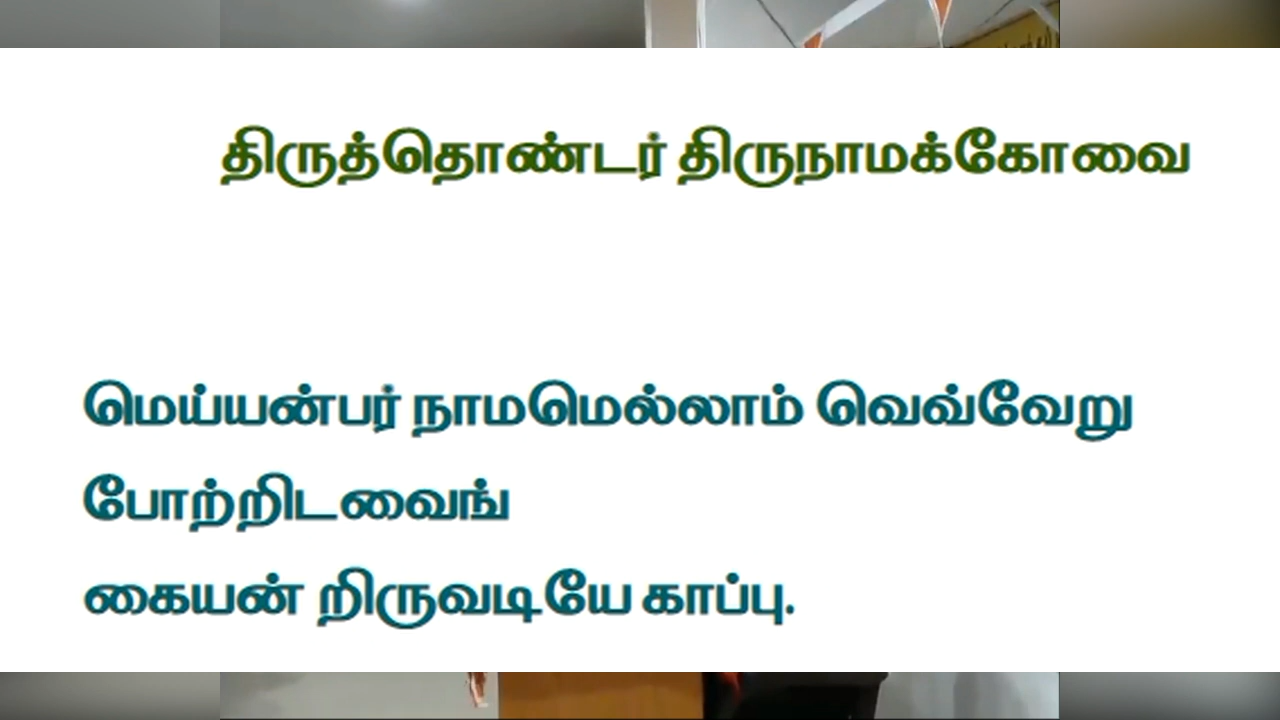 திருத்தொண்டர் திருநாமக்கோவை
மெய்யன்பர் நாமமெல்லாம் வெவ்வேறு
போற்றிடவைங்
கையன் றிருவடியே காப்பு.